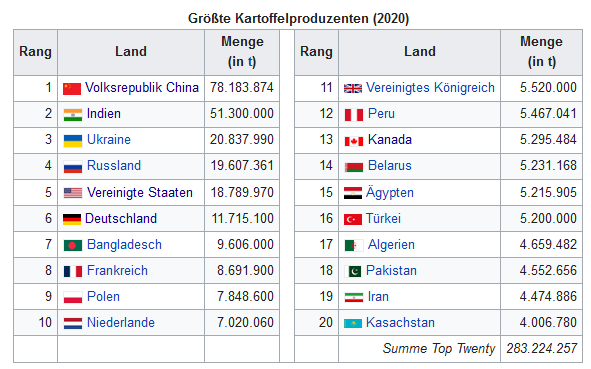 Größte Kartoffelproduzenten (2020)
Rang Land Menge (in t) Rang Land Menge (in t)
1 Volksrepublik China 78.183.874 11 Vereinigtes Königreich 5.520.000
2 Indien 51.300.000 12 Peru 5.467.041
3 Ukraine 20.837.990 13 Kanada 5.295.484
4 Russland 19.607.361 14 Belarus 5.231.168
5 Vereinigte Staaten 18.789.970 15 Ägypten 5.215.905
6 Deutschland 11.715.100 16 Türkei 5.200.000
7 Bangladesch 9.606.000 17 Algerien 4.659.482
8 Frankreich 8.691.900 18 Pakistan 4.552.656
9 Polen 7.848.600 19 Iran 4.474.886
10 Niederlande 7.020.060 20 Kasachstan 4.006.780
Summe Top Twenty 283.224.257